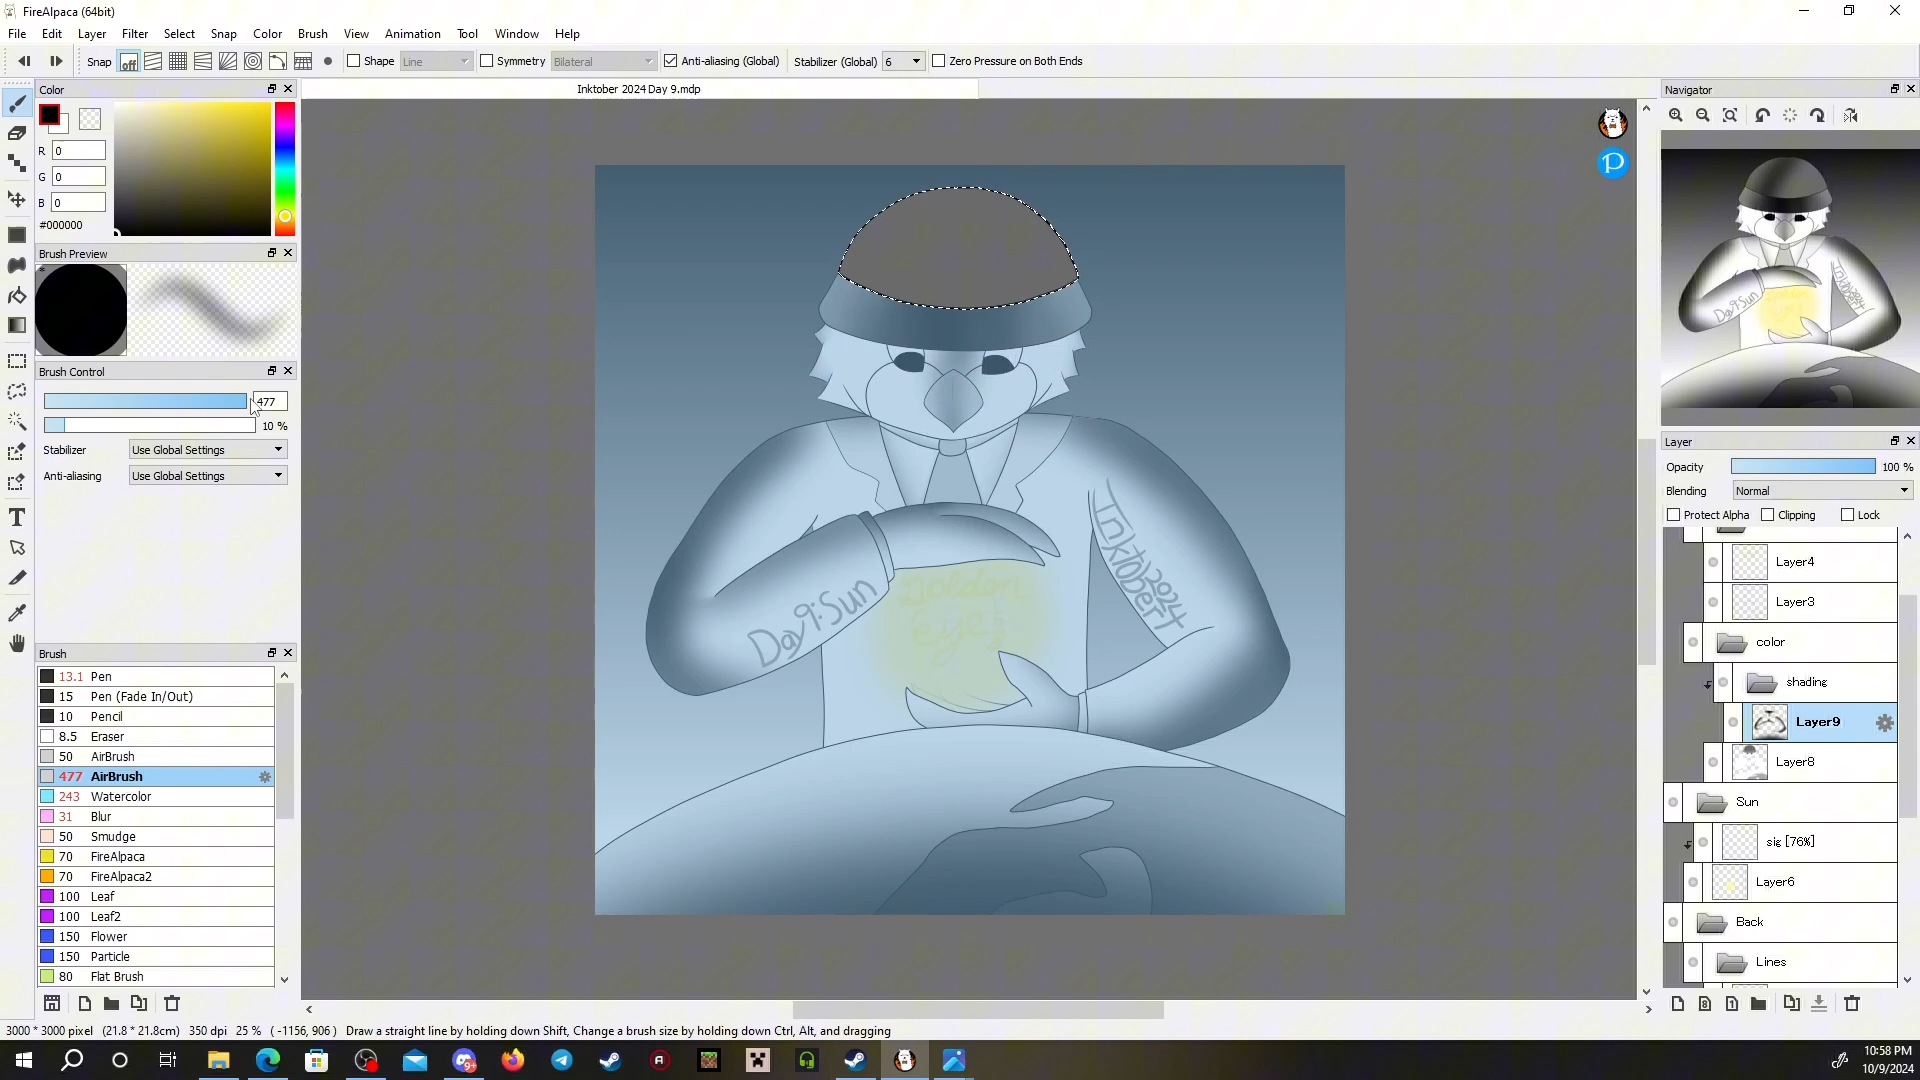 FireAlpaca (64bit)
File Edit Layer Filter Select Snap Color Brush View Animation Tool Window Help
Snap off Shape Line Symmetry Bilateral Anti-aliasing (Global) Stabilizer (Global) 6 Zero Pressure on Both Ends
Color
Inktober 2024 Day 9.mdp
Navigator
R 0
G 0
B 0
#000000
Brush Preview
Brush Control
477
10 %
Stabilizer Use Global Settings
Anti-aliasing Use Global Settings
Brush
13.1 Pen
15 Pen (Fade In/Out)
10 Pencil
8.5 Eraser
50 AirBrush
477 AirBrush
243 Watercolor
31 Blur
50 Smudge
70 FireAlpaca
70 FireAlpaca2
100 Leaf
100 Leaf2
150 Flower
150 Particle
80 Flat Brush
Day 9: Sun
Golden
eye
Inktober
2024
Day 9: Sun
Inktober
2024
Layer
Opacity 100 %
Blending Normal
Protect Alpha Clipping Lock
Layer4
Layer3
color
shading
Layer9
Layer8
Sun
sig [76%]
Layer6
Back
Lines
3000 * 3000 pixel (21.8 * 21.8cm) 350 dpi 25 % ( -1156, 906 ) Draw a straight line by holding down Shift, Change a brush size by holding down Ctrl, Alt, and dragging
10:58 PM
10/9/2024